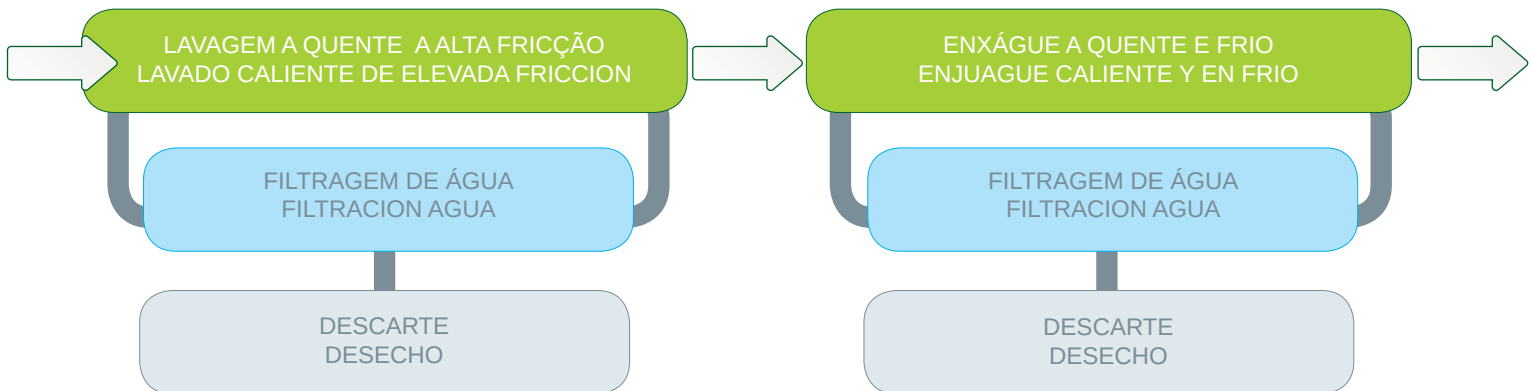 LAVAGEM A QUENTE  A ALTA FRICÇÃO
LAVADO CALIENTE DE ELEVADA FRICCION
ENXÁGUE A QUENTE E FRIO
ENJUAGUE CALIENTE Y EN FRIO
FILTRAGEM DE ÁGUA
FILTRACION AGUA
FILTRAGEM DE ÁGUA
FILTRACION AGUA
DESCARTE
DESECHO
DESCARTE
DESECHO